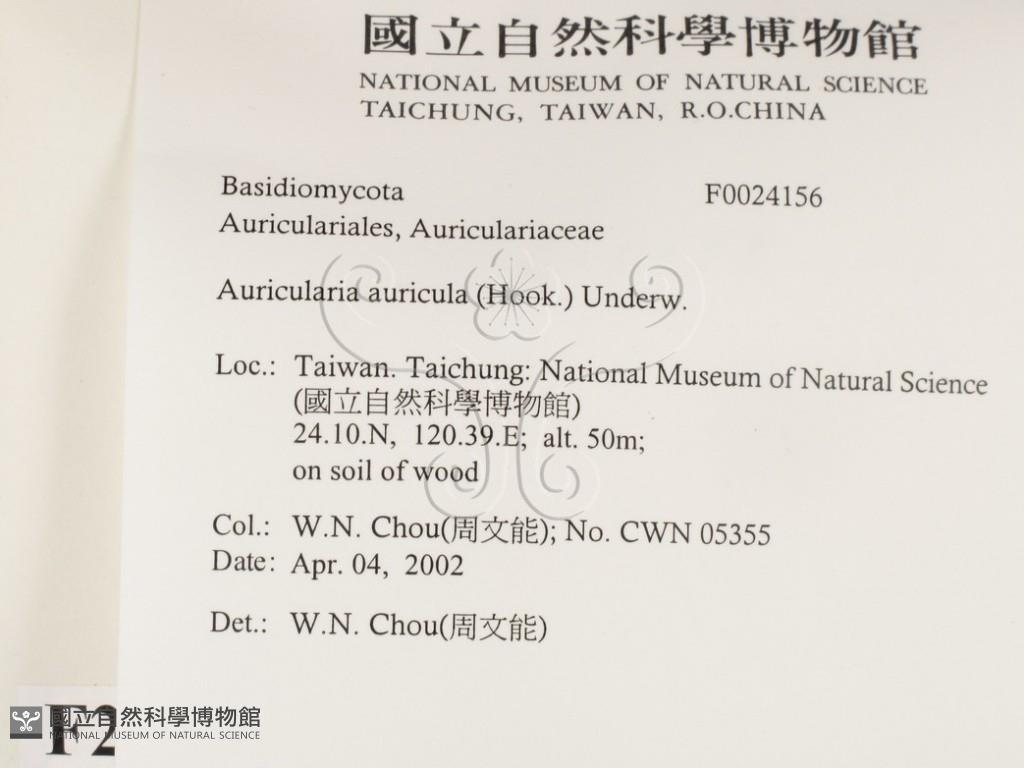 國立自然科學博物館
NATIONAL MUSEUM OF NATURAL SCIENCE
TAICHUNG, TAIWAN, R.O.CHINA
Basidiomycota F0024156
Auriculariales, Auriculariaceae
Auricularia auricula (Hook.) Underw.
Loc.: Taiwan. Taichung: National Museum of Natural Science
(國立自然科學博物館)
24.10.N, 120.39.E; alt. 50m;
on soil of wood
Col.: W.N. Chou(周文能); No. CWN 05355
Date: Apr. 04, 2002
Det.: W.N. Chou(周文能)
F2
國立自然科學博物館
NATIONAL MUSEUM OF NATURAL SCIENCE